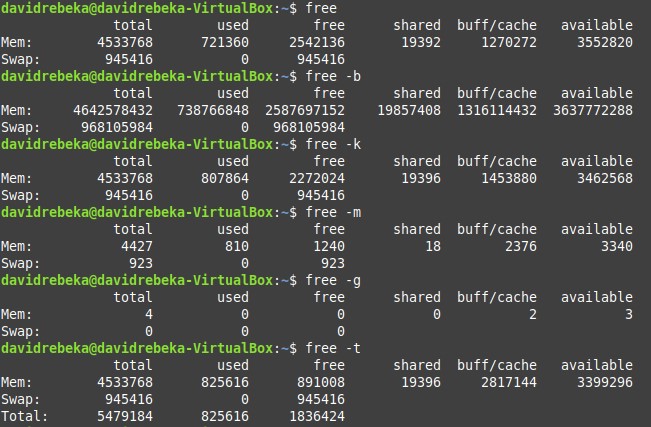 davidrebeka@davidrebeka-VirtualBox:~$ free
              total        used        free      shared  buff/cache   available
Mem:        4533768      721360     2542136       19392     1270272     3552820
Swap:        945416           0      945416
davidrebeka@davidrebeka-VirtualBox:~$ free -b
              total        used        free      shared  buff/cache   available
Mem:     4642578432   738766848  2587697152    19857408  1316114432  3637772288
Swap:     968105984           0   968105984
davidrebeka@davidrebeka-VirtualBox:~$ free -k
              total        used        free      shared  buff/cache   available
Mem:        4533768      807864     2272024       19396     1453880     3462568
Swap:        945416           0      945416
davidrebeka@davidrebeka-VirtualBox:~$ free -m
              total        used        free      shared  buff/cache   available
Mem:           4427         810        1240          18        2376        3340
Swap:           923           0         923
davidrebeka@davidrebeka-VirtualBox:~$ free -g
              total        used        free      shared  buff/cache   available
Mem:              4           0           0           0           2           3
Swap:             0           0           0
davidrebeka@davidrebeka-VirtualBox:~$ free -t
              total        used        free      shared  buff/cache   available
Mem:        4533768      825616      891008       19396     2817144     3399296
Swap:        945416           0      945416
Total:      5479184      825616     1836424